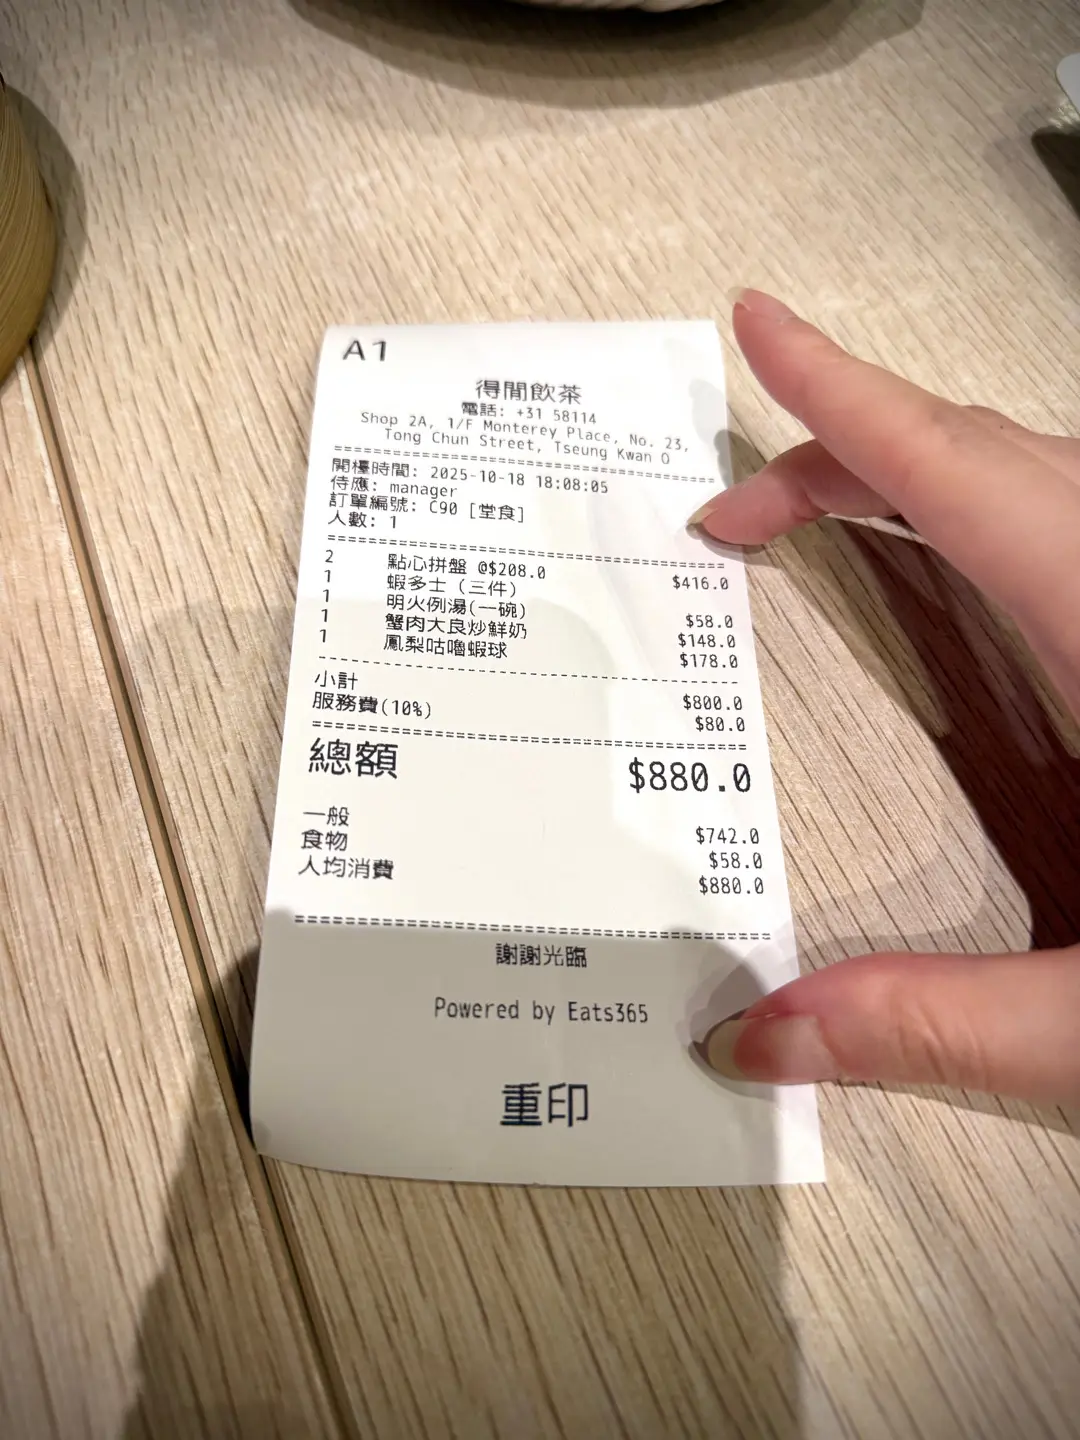 A1
得閒飲茶
電話: +31 58114
Shop 2A, 1/F Monterey Place, No. 23,
Tong Chun Street, Tseung Kwan O
開檯時間: 2025-10-18 18:08:05
侍應: manager
訂單編號: C90 [堂食]
人數: 1
2 點心拼盤 @$208.0 $416.0
1 蝦多士 (三件)
1 明火例湯(一碗) $58.0
1 蟹肉大良炒鮮奶 $148.0
1 鳳梨咕嚕蝦球 $178.0
小計 $800.0
服務費(10%) $80.0
總額 $880.0
一般 $742.0
食物 $58.0
人均消費 $880.0
謝謝光臨
Powered by Eats365
重印